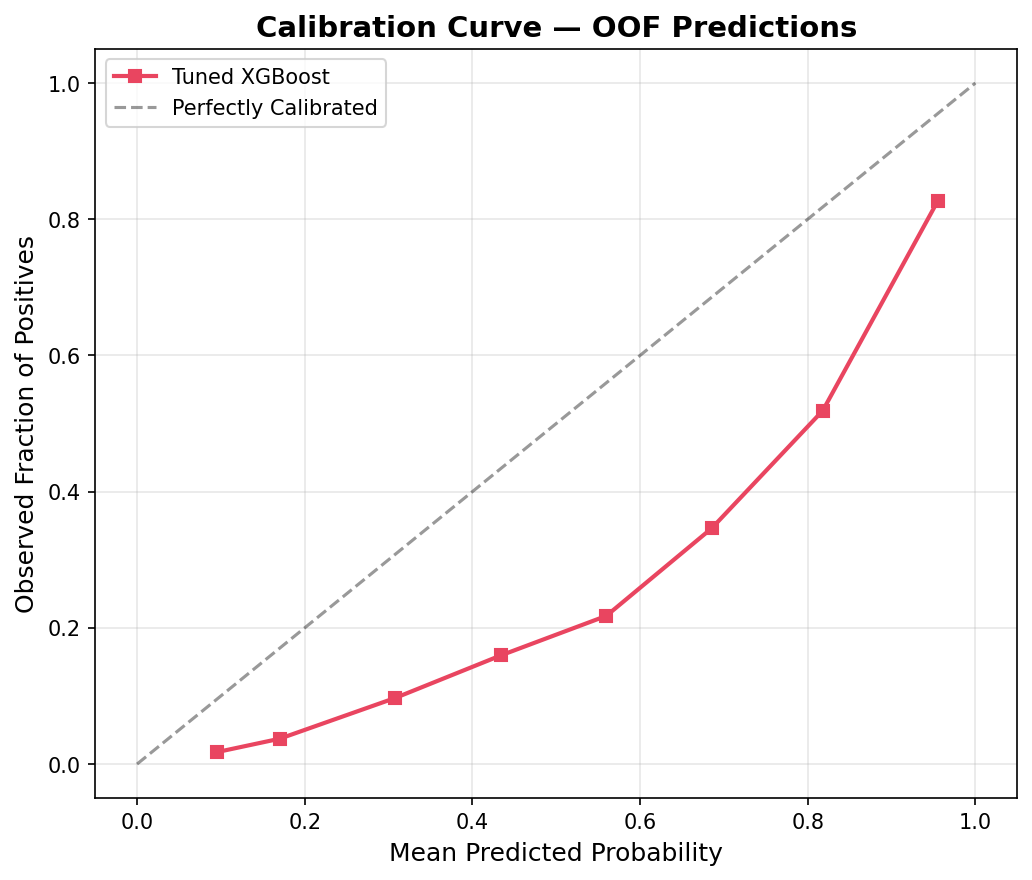 Calibration Curve — OOF Predictions
Tuned XGBoost
Perfectly Calibrated
Observed Fraction of Positives
1.0
0.8
0.6
0.4
0.2
0.0
0.0 0.2 0.4 0.6 0.8 1.0
Mean Predicted Probability